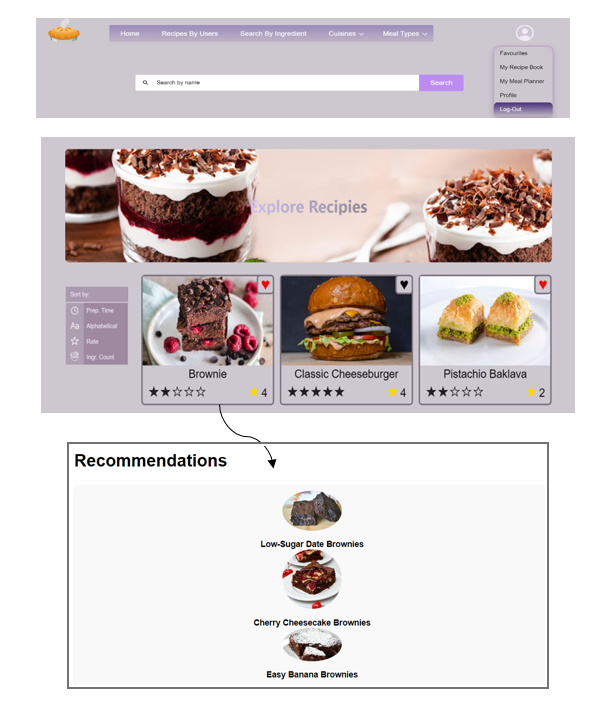 Home Recipes By Users Search By Ingredient Cuisines Meal Types
Favourites
My Recipe Book
Search by name Search
My Meal Planner
Profile
Log-Out
Explore Recipies
Sort by:
Prep. Time
Alphabetical
Rate
Ingr. Count
Brownie
4
Classic Cheeseburger
4
Pistachio Baklava
2
Recommendations
Low-Sugar Date Brownies
Cherry Cheesecake Brownies
Easy Banana Brownies